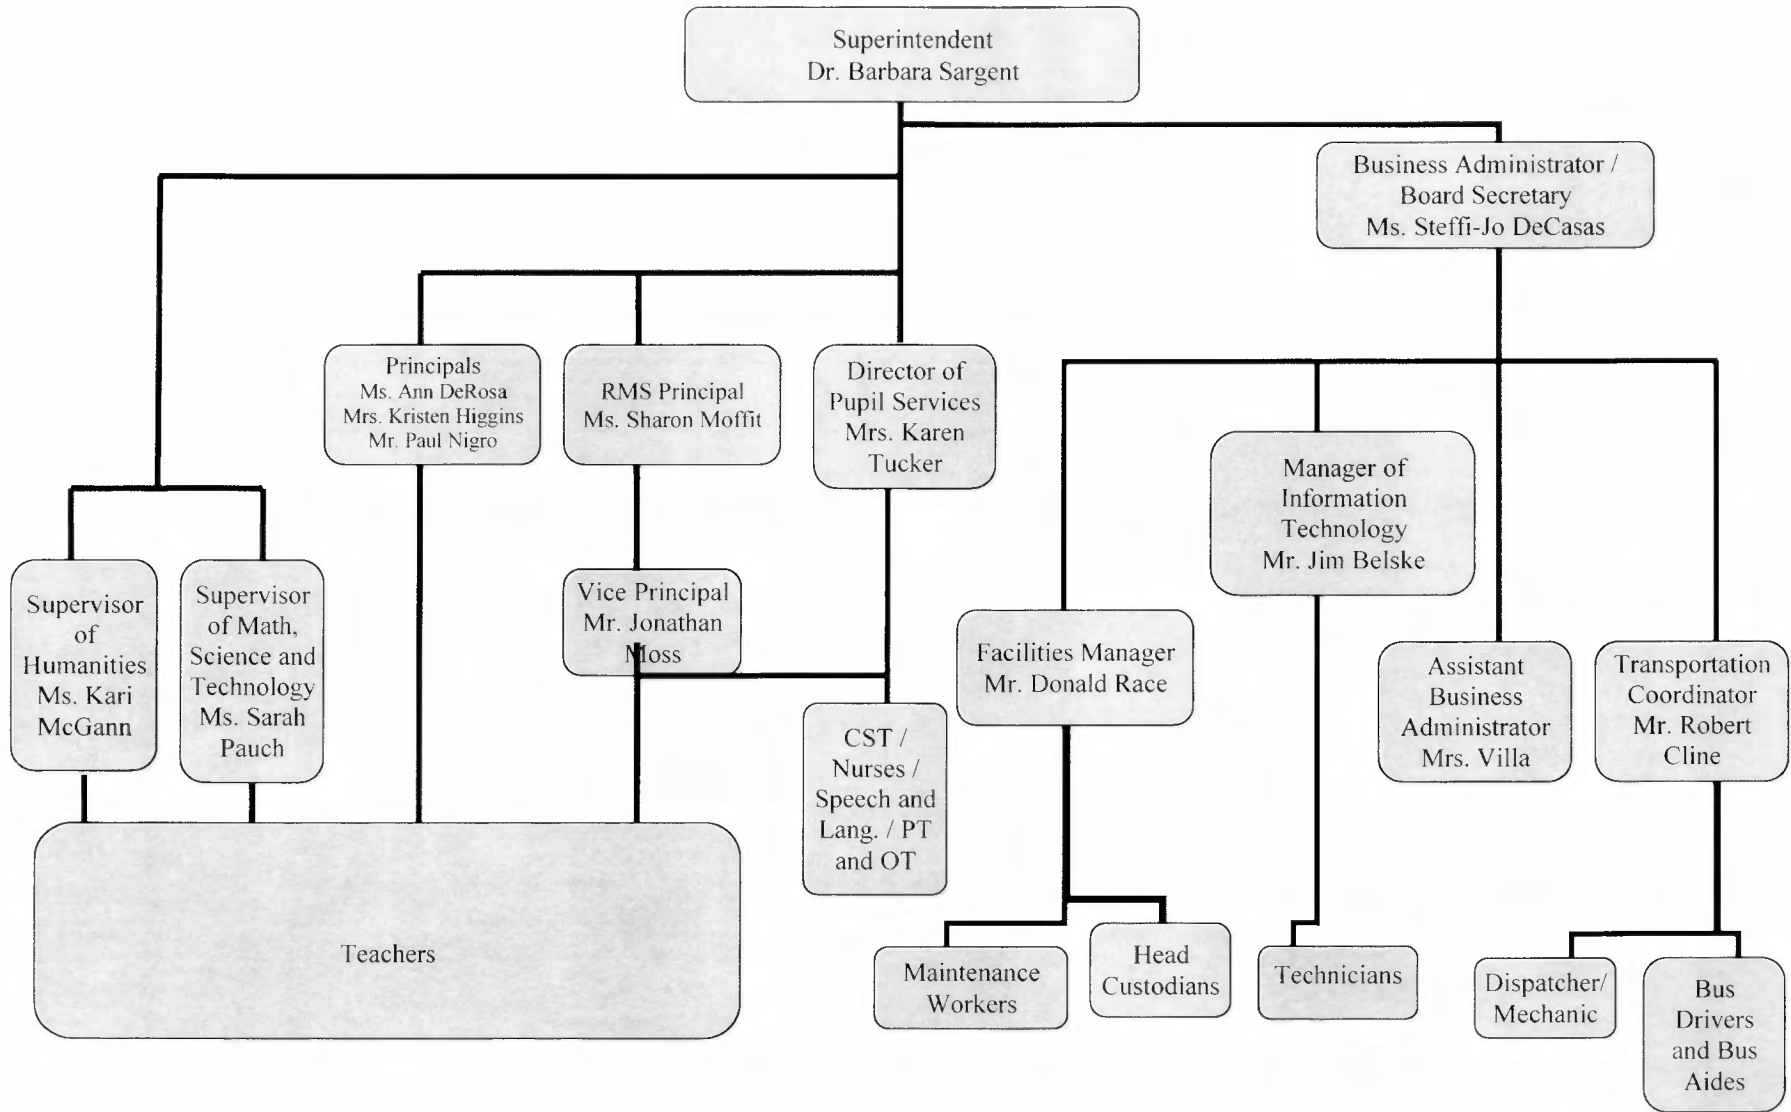 Superintendent
Dr. Barbara Sargent
Business Administrator /
Board Secretary
Ms. Steffi-Jo DeCasas
Principals
Ms. Ann DeRosa
Mrs. Kristen Higgins
Mr. Paul Nigro
RMS Principal
Ms. Sharon Moffit
Director of
Pupil Services
Mrs. Karen
Tucker
Manager of
Information
Technology
Mr. Jim Belske
Supervisor
of
Humanities
Ms. Kari
McGann
Supervisor
of Math,
Science and
Technology
Ms. Sarah
Pauch
Vice Principal
Mr. Jonathan
Moss
Facilities Manager
Mr. Donald Race
Assistant
Business
Administrator
Mrs. Villa
Transportation
Coordinator
Mr. Robert
Cline
CST /
Nurses /
Speech and
Lang. / PT
and OT
Teachers
Maintenance
Workers
Head
Custodians
Technicians
Dispatcher/
Mechanic
Bus
Drivers
and Bus
Aides